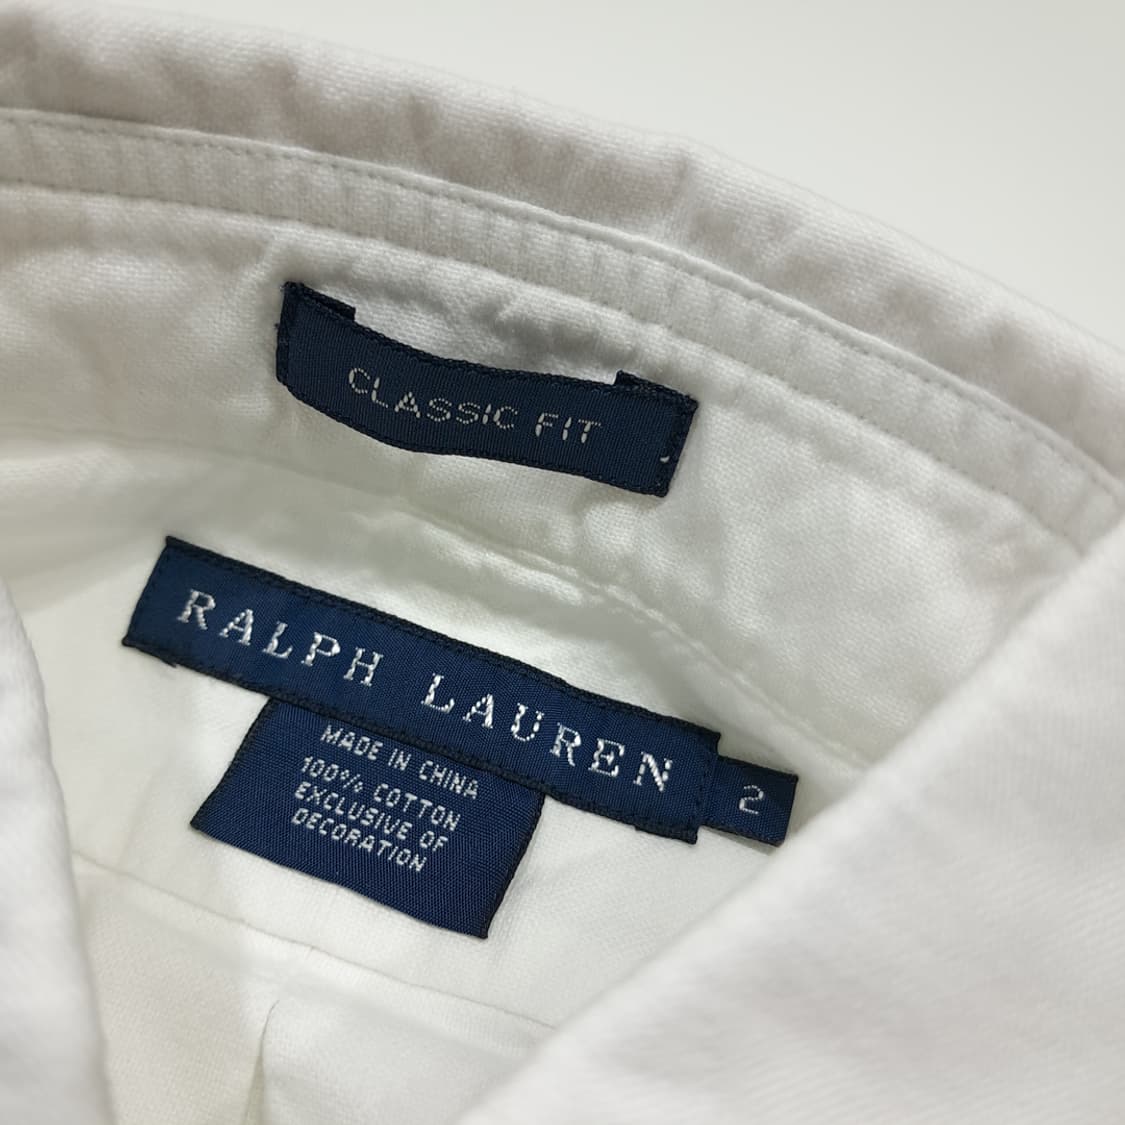 CLASSIC FIT
RALPH LAUREN
2
MADE IN CHINA
100% COTTON
EXCLUSIVE OF
DECORATION